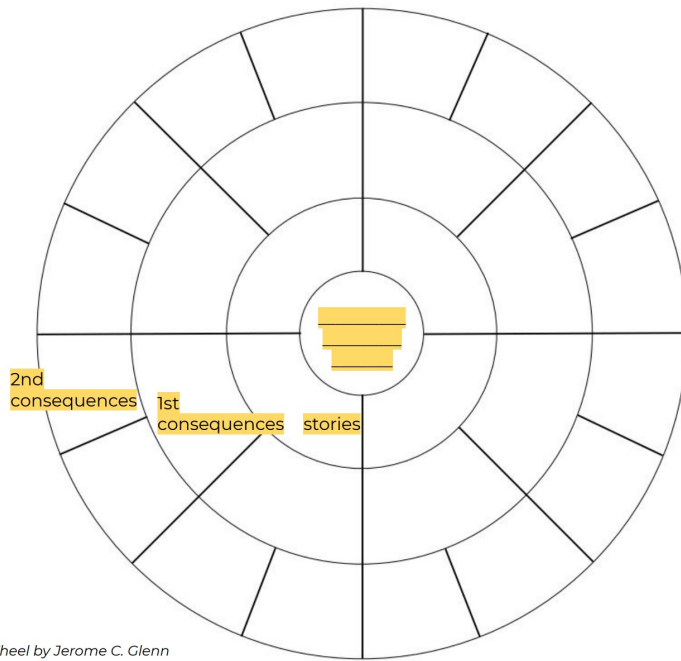 2nd
consequences
1st
consequences
stories
heel by Jerome C. Glenn